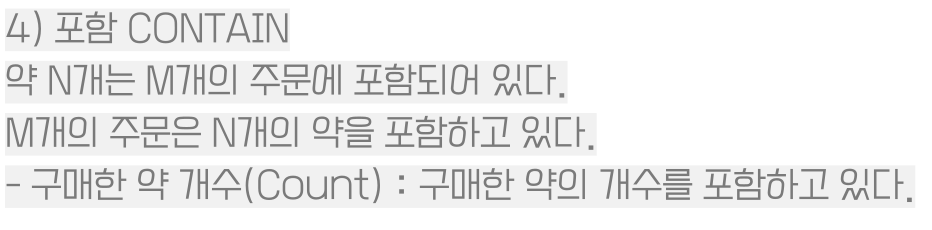 4) 포함 CONTAIN
약 N개는 M개의 주문에 포함되어 있다.
M개의 주문은 N개의 약을 포함하고 있다.
- 구매한 약 개수(Count) : 구매한 약의 개수를 포함하고 있다.